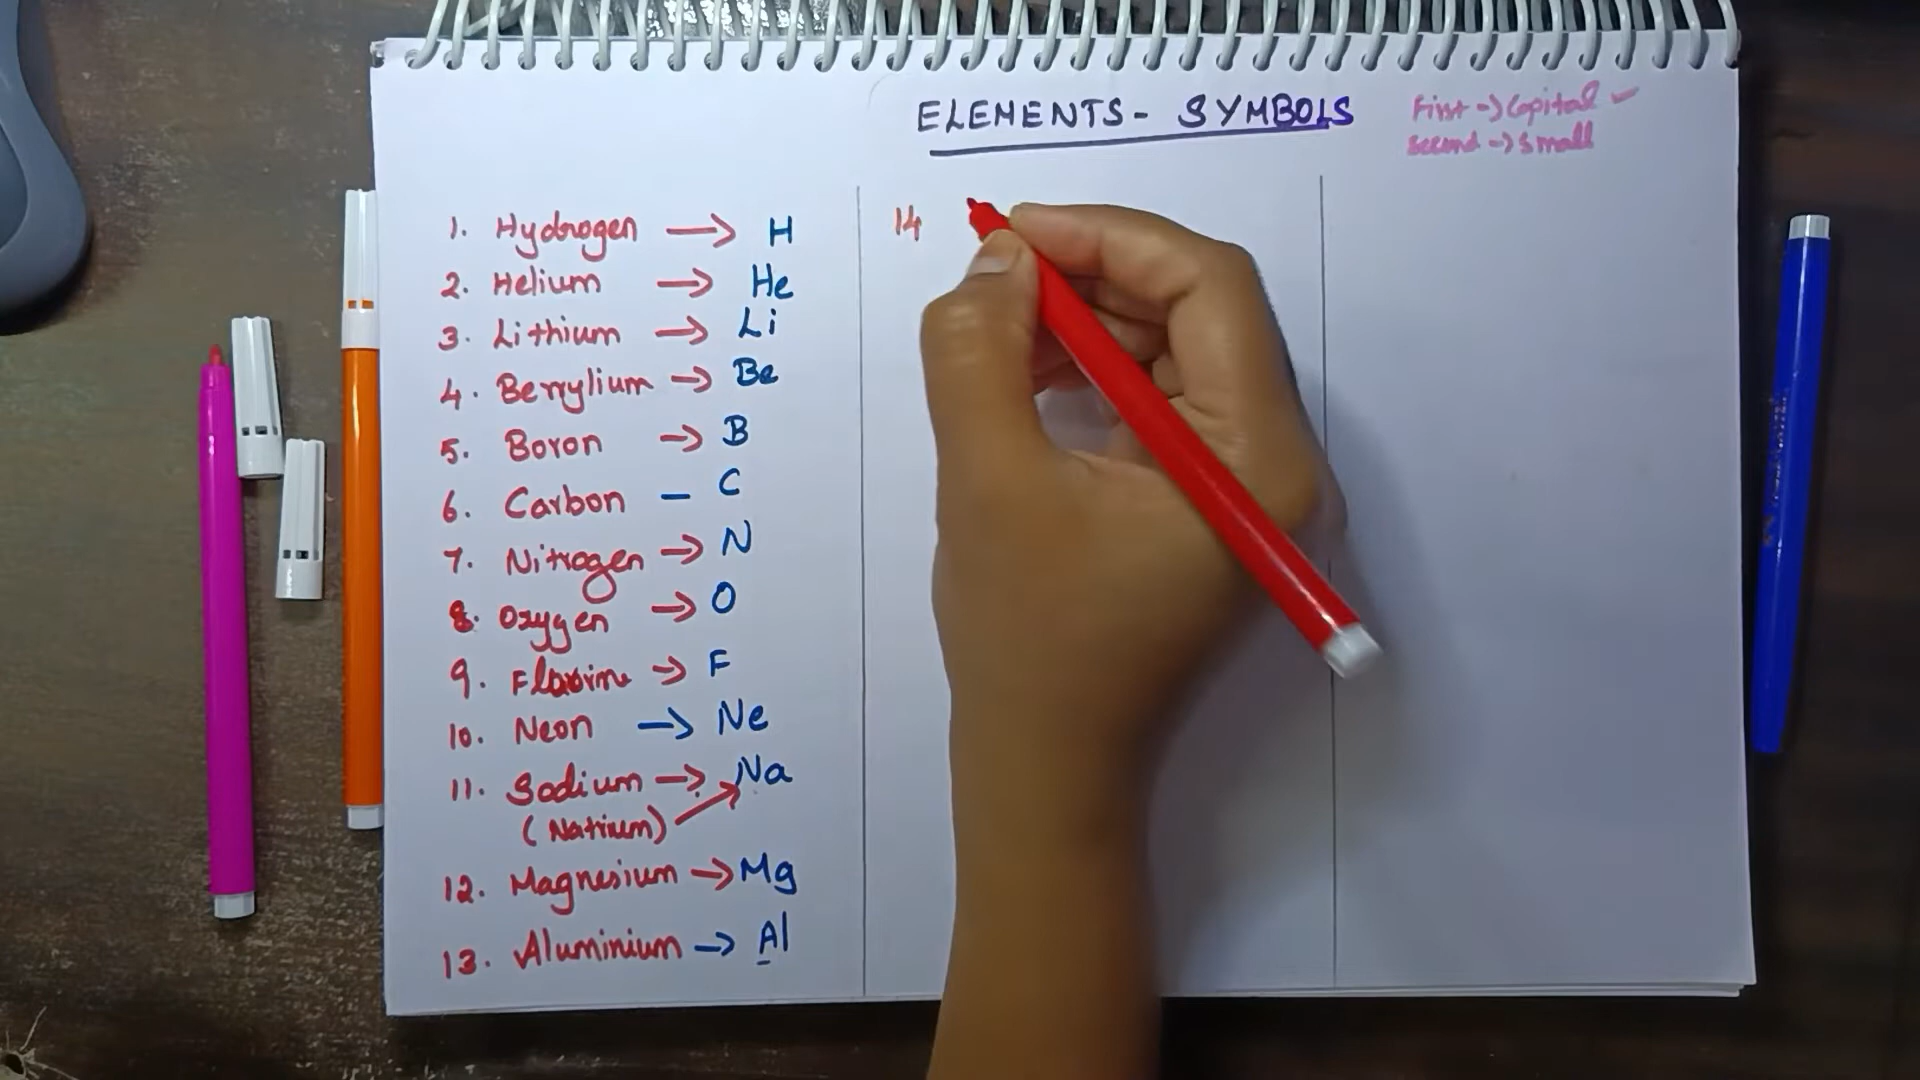 ELEMENTS - SYMBOLS
First -> Capital ✓
Second -> Small
1. Hydrogen → H
2. Helium → He
3. Lithium → Li
4. Berrylium → Be
5. Boron → B
6. Carbon - C
7. Nitrogen → N
8. Oxygen → O
9. → F
10. Neon → Ne
11. Sodium → Na
(Natrium)
12. Magnesium → Mg
13. Aluminium → Al
14